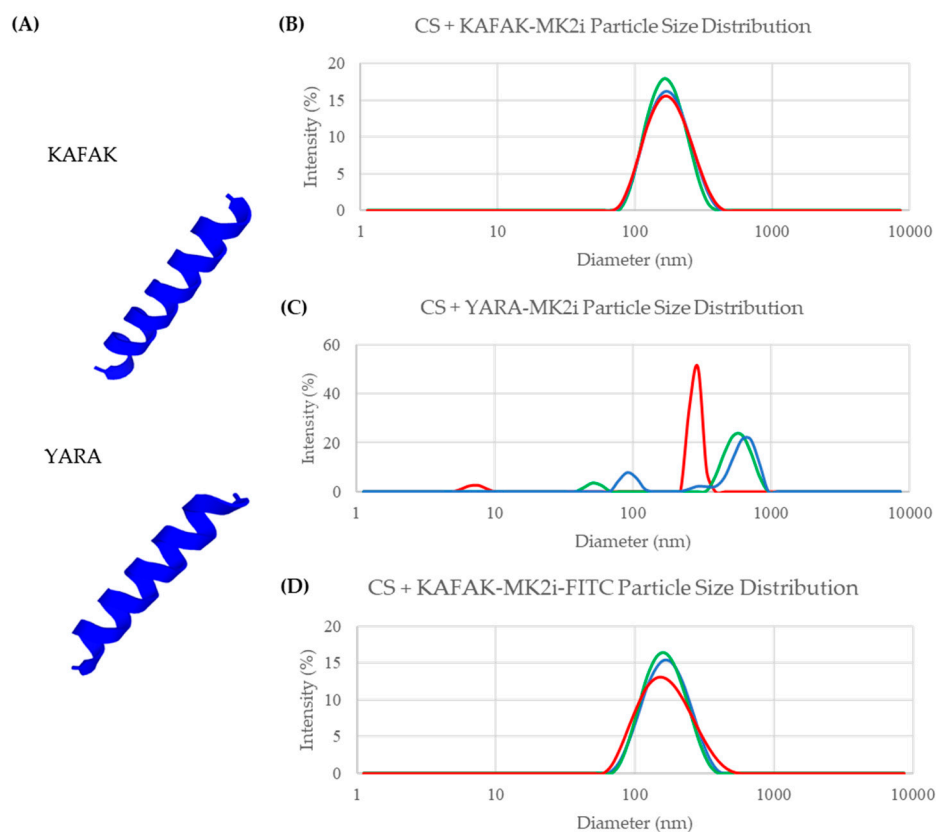 (A)
KAFAK
YARA
(B)
CS + KAFAK-MK2i Particle Size Distribution
Intensity (%)
20
15
10
5
0
1 10 100 1000 10000
Diameter (nm)
(C)
CS + YARA-MK2i Particle Size Distribution
Intensity (%)
60
40
20
0
1 10 100 1000 10000
Diameter (nm)
(D)
CS + KAFAK-MK2i-FITC Particle Size Distribution
Intensity (%)
20
15
10
5
0
1 10 100 1000 10000
Diameter (nm)